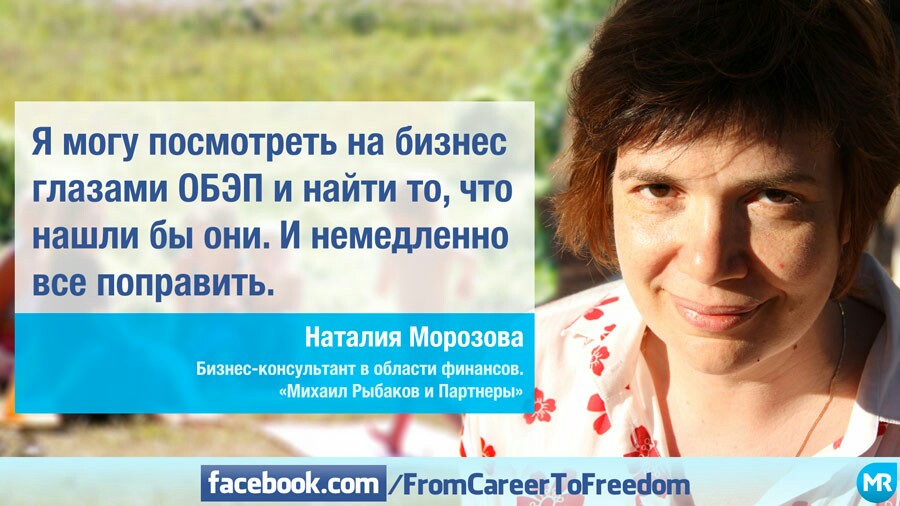 Я могу посмотреть на бизнес
глазами ОБЭП и найти то, что
нашли бы они. И немедленно
все поправить.
Наталия Морозова
Бизнес-консультант в области финансов.
«Михаил Рыбаков и Партнеры»
facebook.com/FromCareerToFreedom
MR